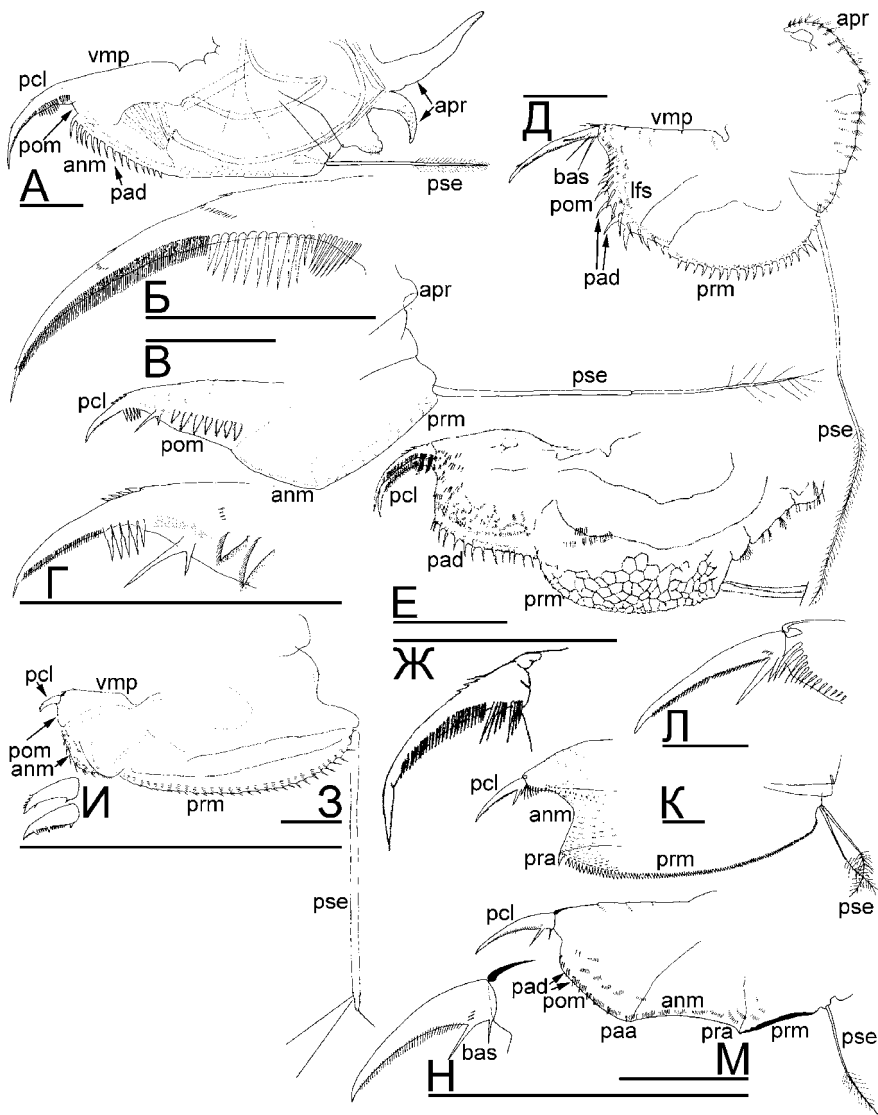 apr
vmp
pcl
apr
Д
vmp
pom
anm
А
pad
pse
bas
lfs
pom
pad
prm
Б
apr
В
pse
pcl
prm
pom
anm
pse
pcl
Г
pad
prm
Е
Ж
Л
pcl
vmp
pom
anm
И
prm
З
pcl
anm
К
pra
prm
pse
pse
pcl
pad
pom
anm
paa
pra
prm
pse
bas
Н
М